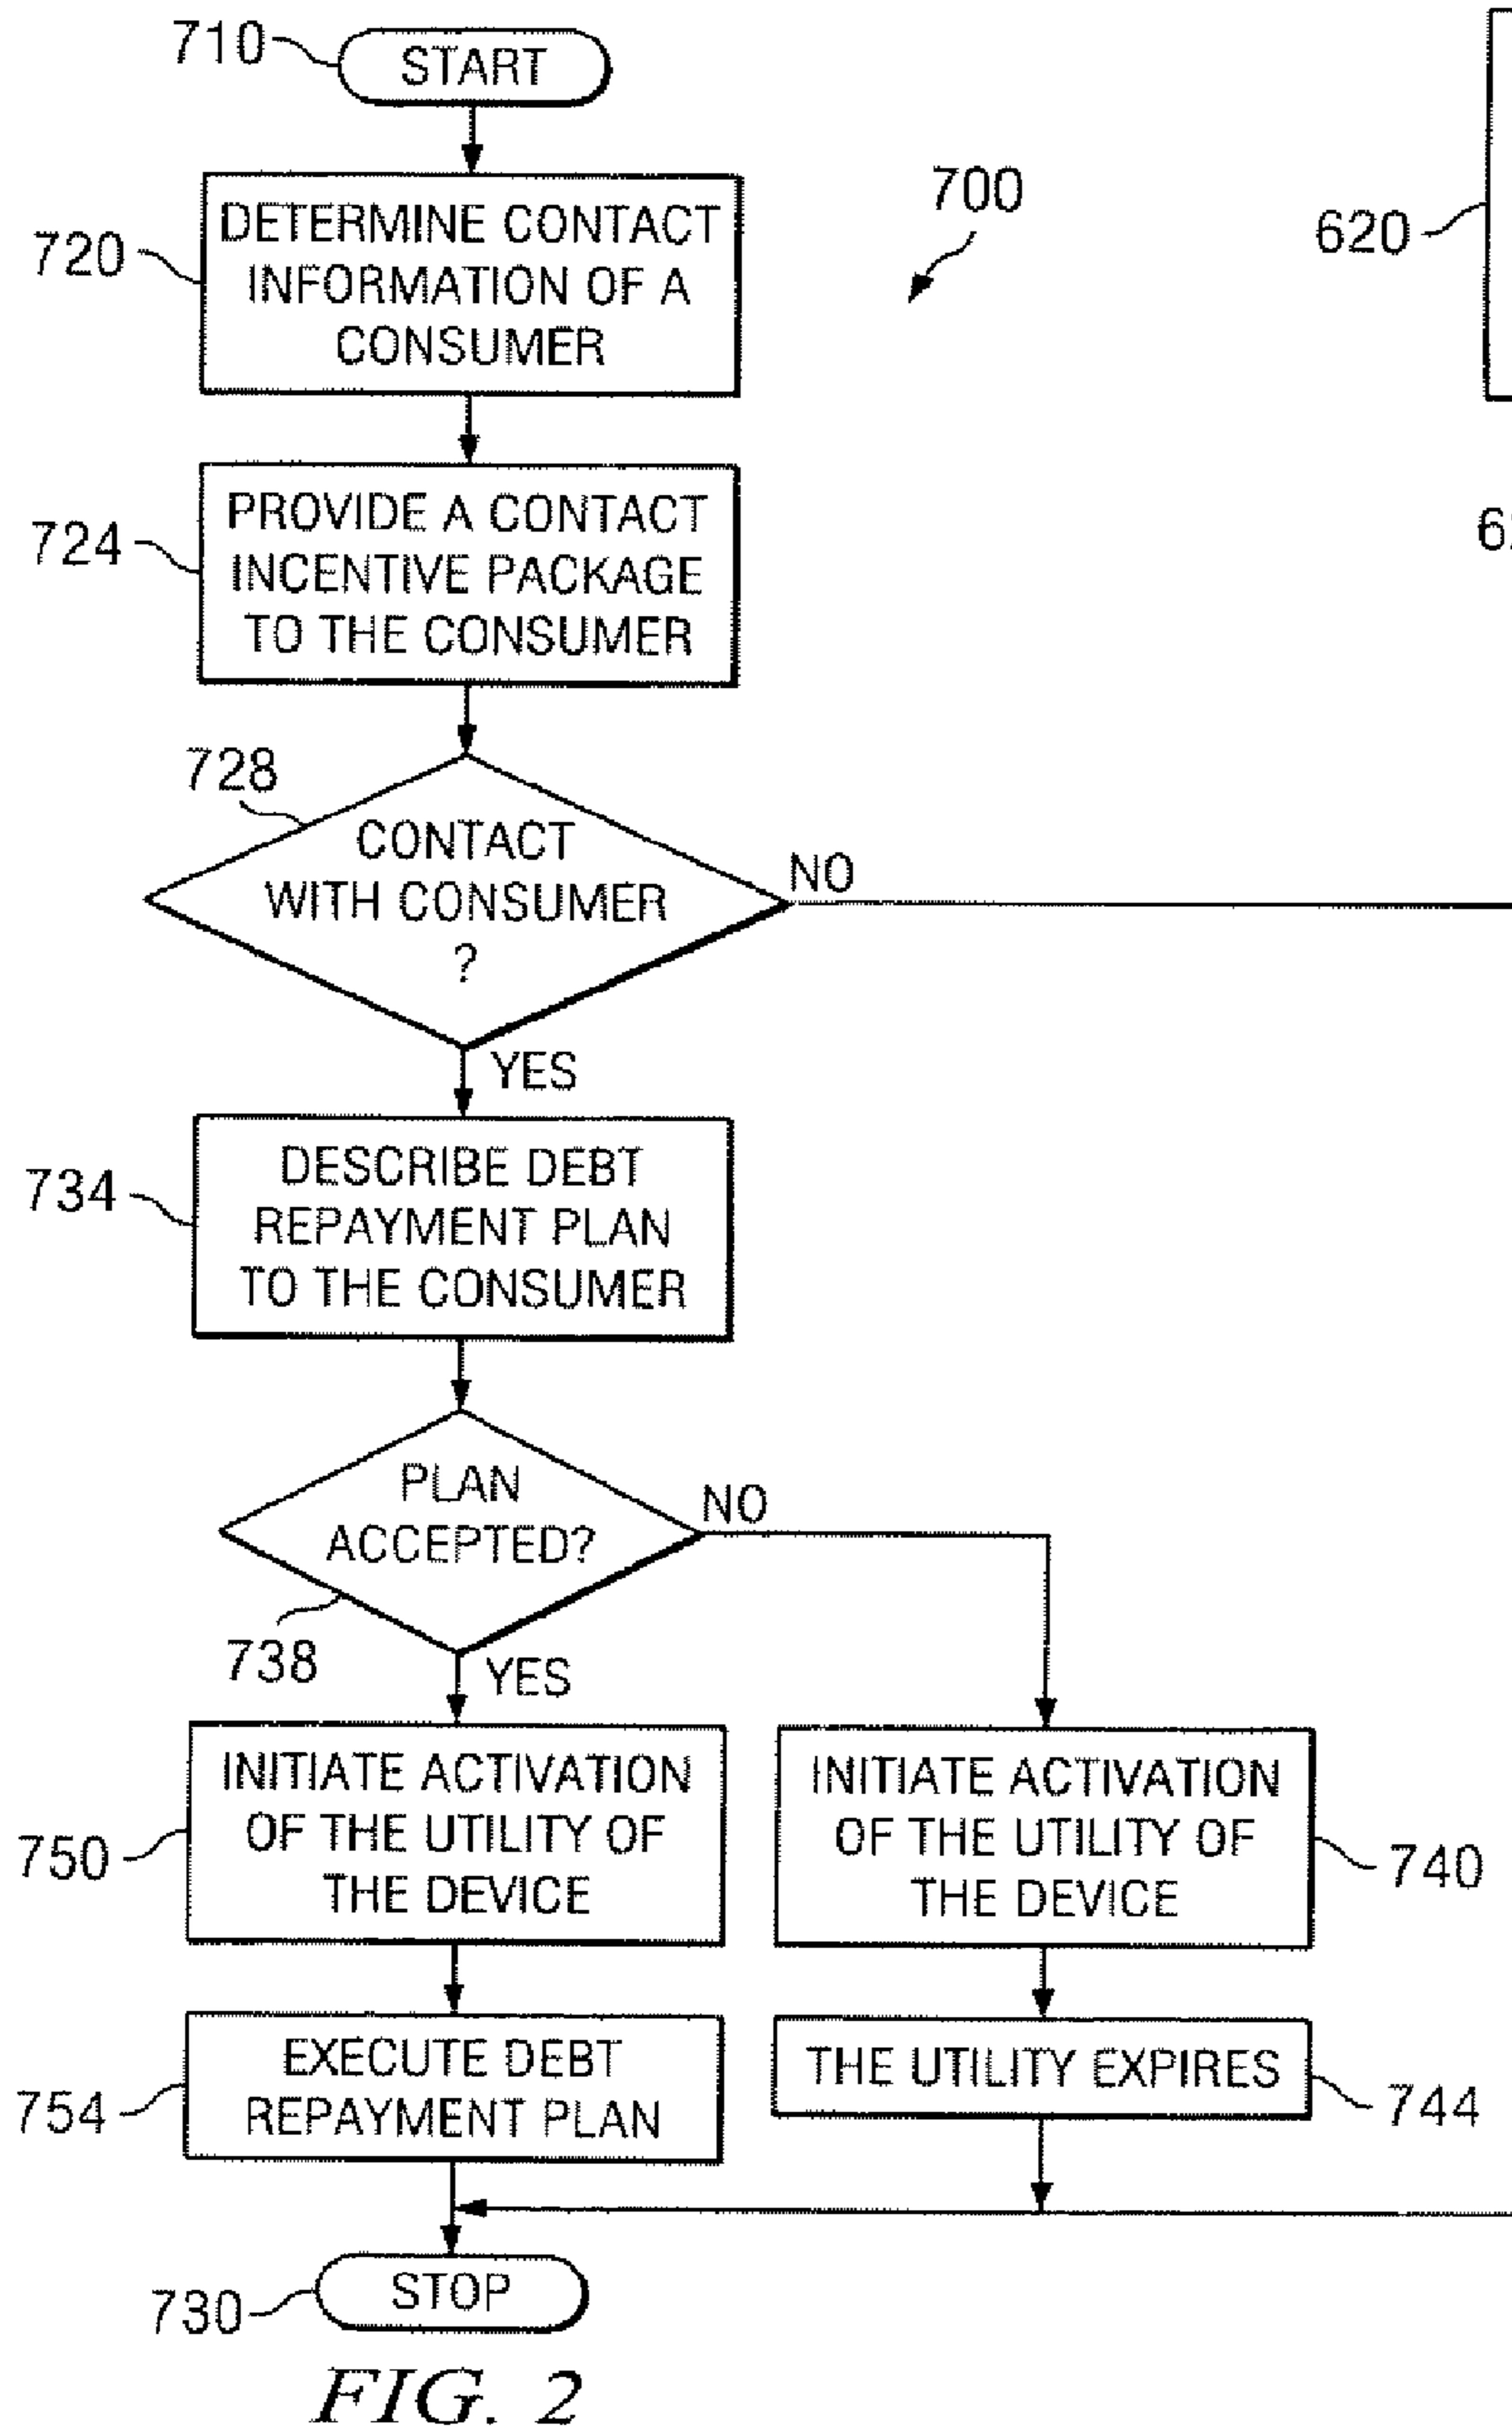 710
START
700
720
DETERMINE CONTACT
INFORMATION OF A
CONSUMER
620
724
PROVIDE A CONTACT
INCENTIVE PACKAGE
TO THE CONSUMER
728
CONTACT
WITH CONSUMER
?
NO
YES
734
DESCRIBE DEBT
REPAYMENT PLAN
TO THE CONSUMER
PLAN
ACCEPTED?
NO
738
YES
750
INITIATE ACTIVATION
OF THE UTILITY OF
THE DEVICE
INITIATE ACTIVATION
OF THE UTILITY OF
THE DEVICE
740
754
EXECUTE DEBT
REPAYMENT PLAN
THE UTILITY EXPIRES
744
730
STOP
FIG. 2